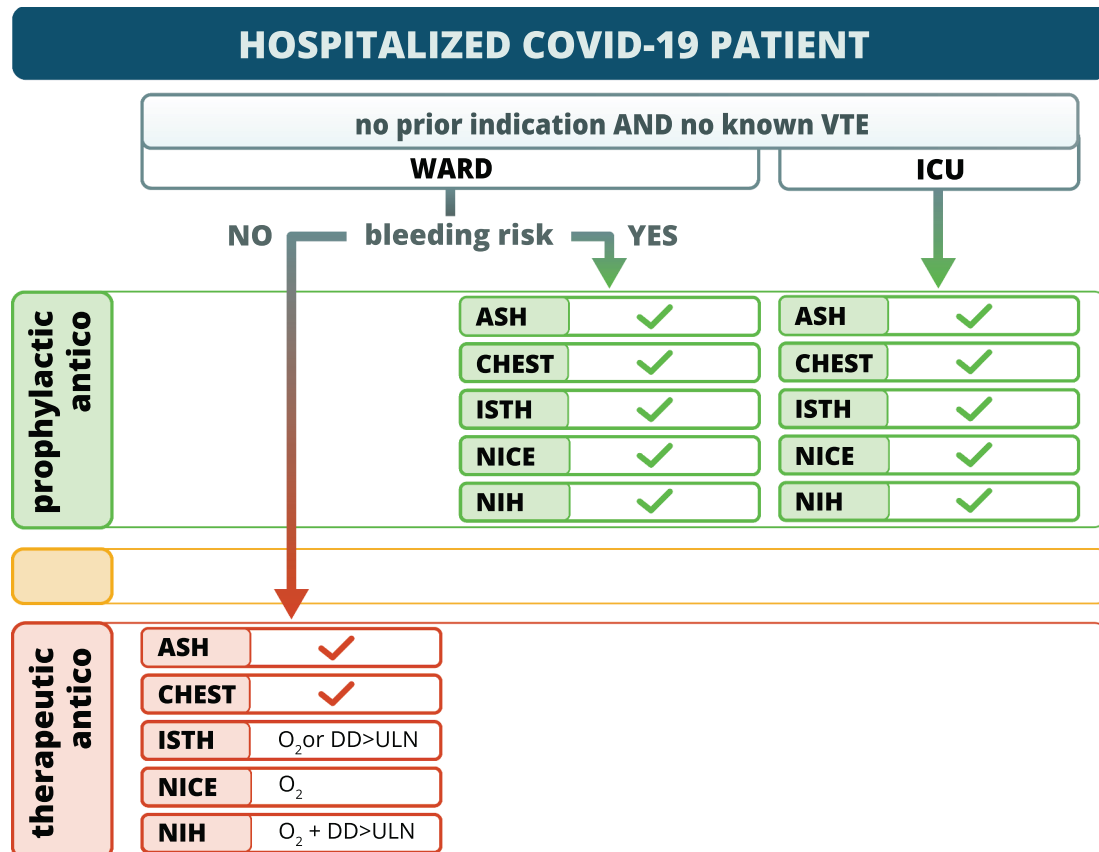 HOSPITALIZED COVID-19 PATIENT
no prior indication AND no known VTE
WARD
ICU
NO
bleeding risk
YES
prophylactic
antico
ASH
CHEST
ISTH
NICE
NIH
ASH
CHEST
ISTH
NICE
NIH
therapeutic
antico
ASH
CHEST
ISTH O₂or DD>ULN
NICE O₂
NIH O₂ + DD>ULN